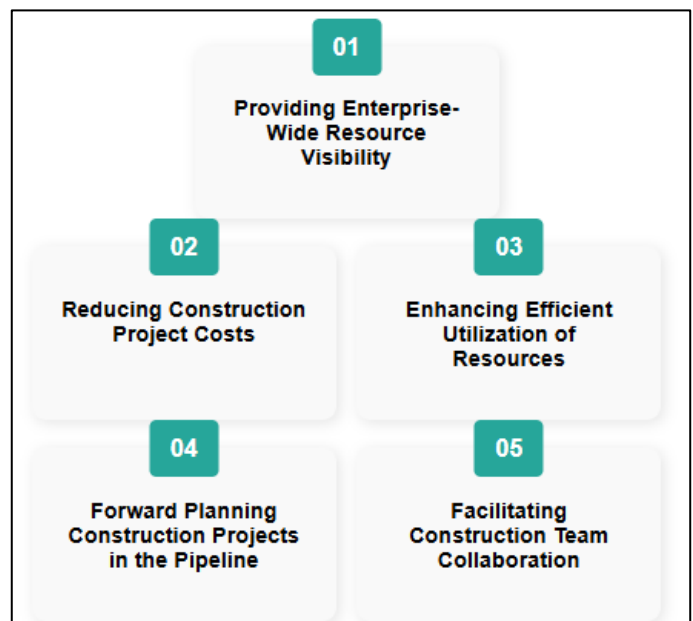 01
Providing Enterprise-
Wide Resource
Visibility
02
Reducing Construction
Project Costs
03
Enhancing Efficient
Utilization of
Resources
04
Forward Planning
Construction Projects
in the Pipeline
05
Facilitating
Construction Team
Collaboration